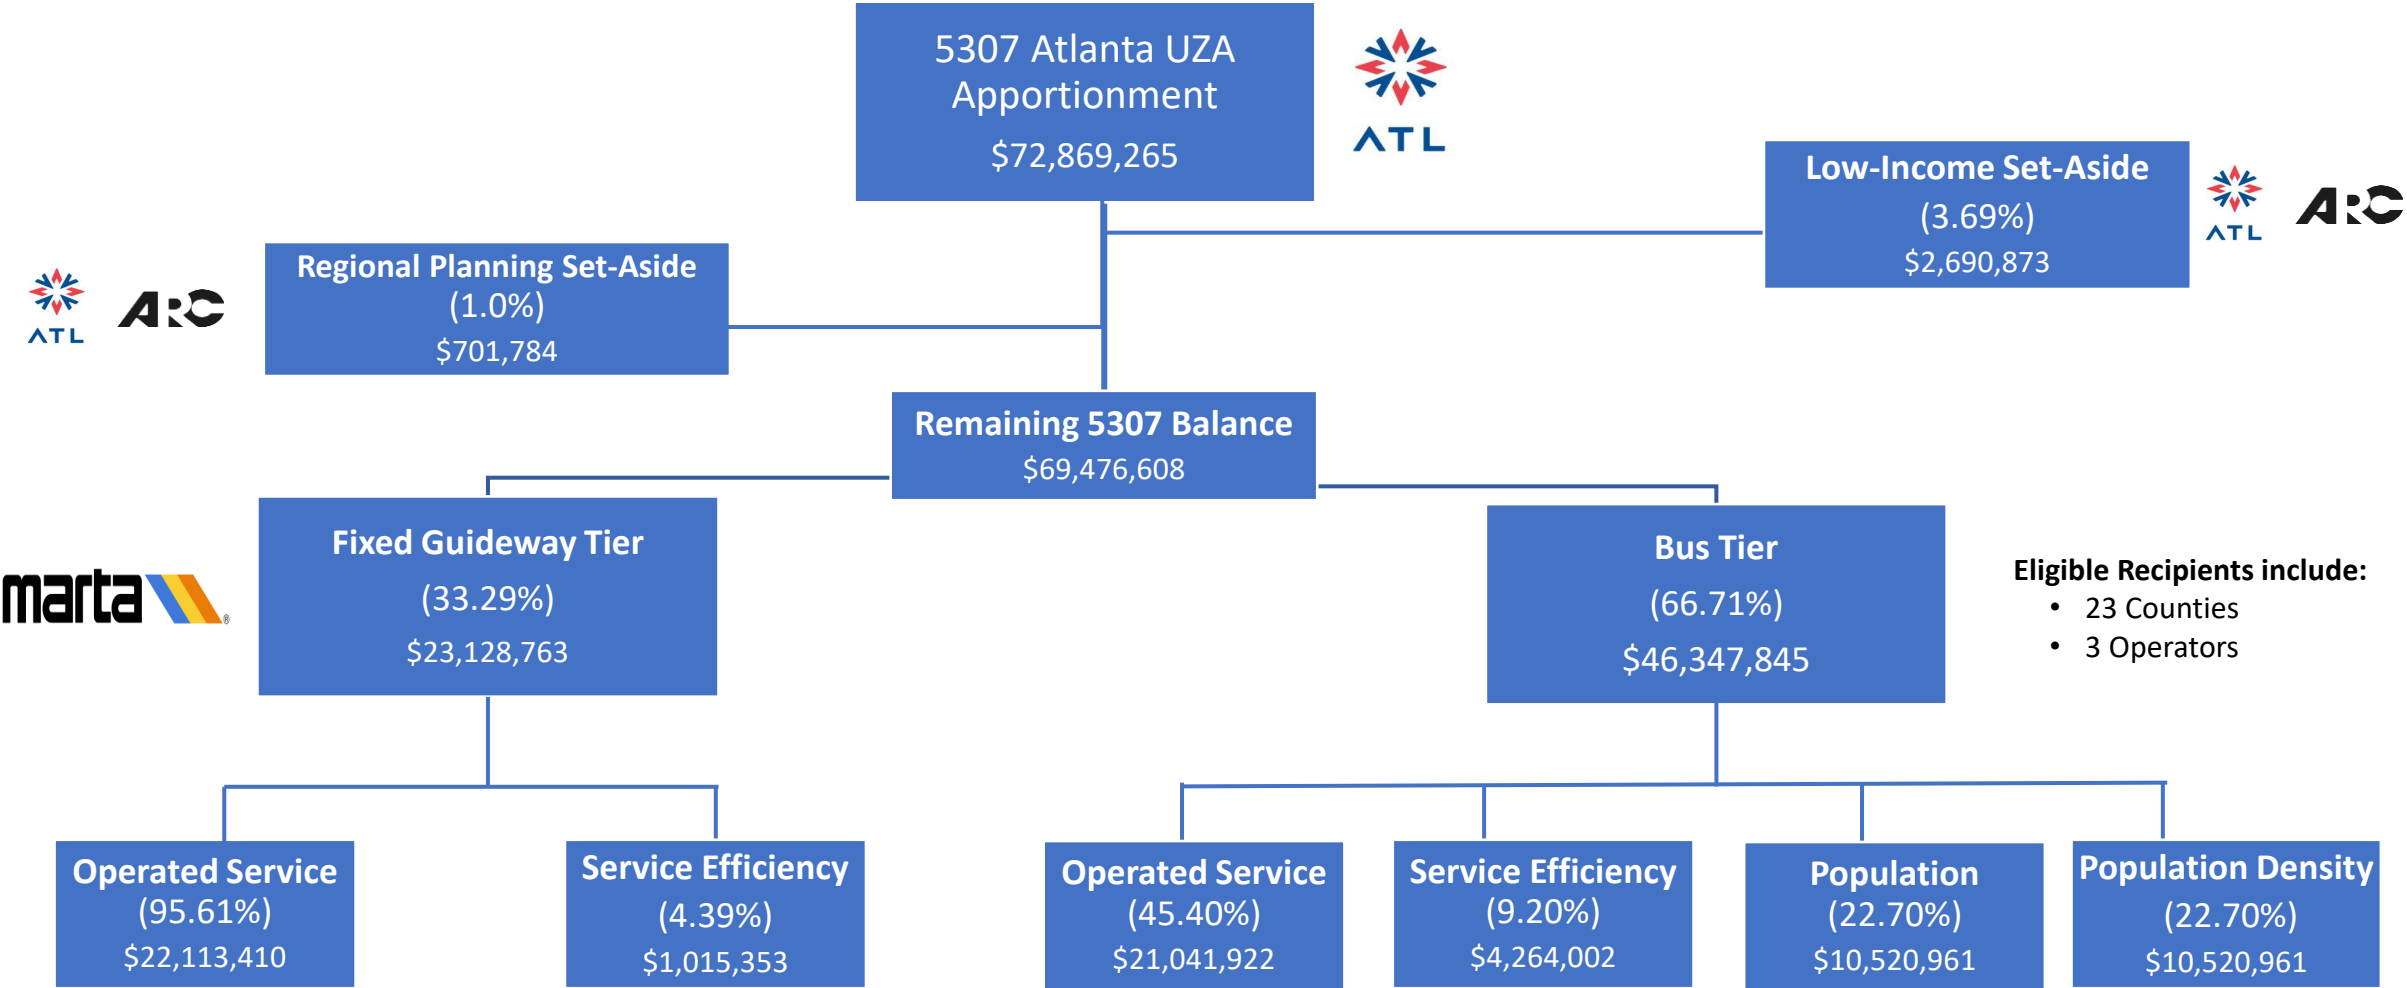 5307 Atlanta UZA
Apportionment
$72,869,265
ATL
Low-Income Set-Aside
(3.69%)
$2,690,873
ATL
ARC
Regional Planning Set-Aside
(1.0%)
$701,784
ATL
ARC
Remaining 5307 Balance
$69,476,608
marta
®
Fixed Guideway Tier
(33.29%)
$23,128,763
Bus Tier
(66.71%)
$46,347,845
Eligible Recipients include:
• 23 Counties
• 3 Operators
Operated Service
(95.61%)
$22,113,410
Service Efficiency
(4.39%)
$1,015,353
Operated Service
(45.40%)
$21,041,922
Service Efficiency
(9.20%)
$4,264,002
Population
(22.70%)
$10,520,961
Population Density
(22.70%)
$10,520,961